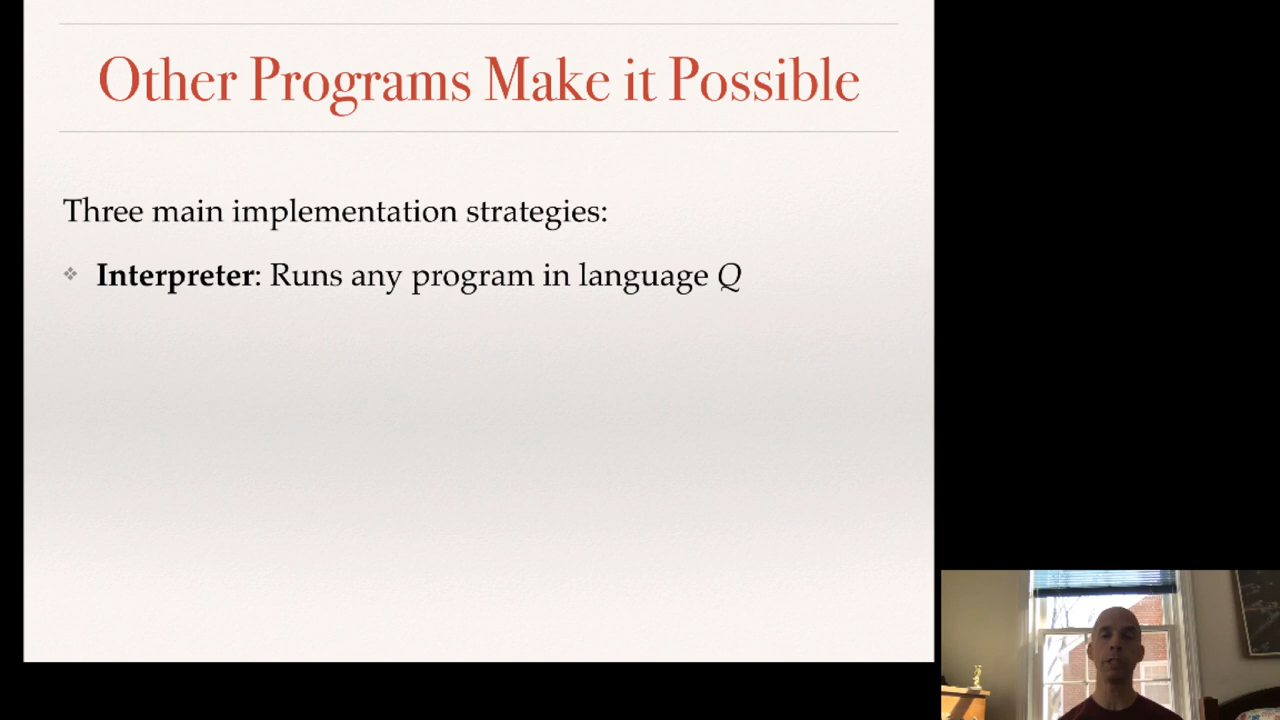 Other Programs Make it Possible
Three main implementation strategies:
❖ Interpreter: Runs any program in language Q